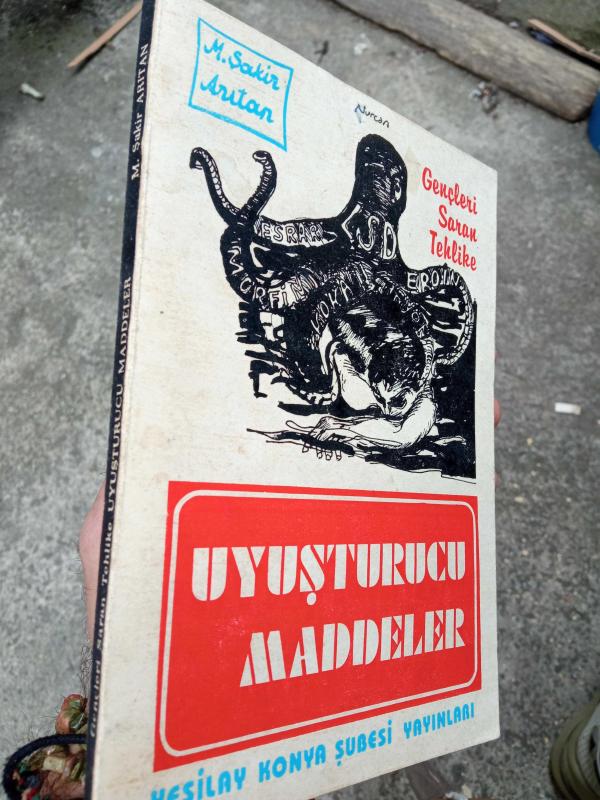 M. Şakir
Arıtan
Nurcan
Gençleri
Saran
Tehlike
ESRAR
LSD
MORFİN
EROİN
UYUŞTURUCU
MADDELER
YEŞİLAY KONYA ŞUBESİ YAYINLARI
Gençleri Saran Tehlike UYUŞTURUCU MADDELER M. Şakir ARITAN